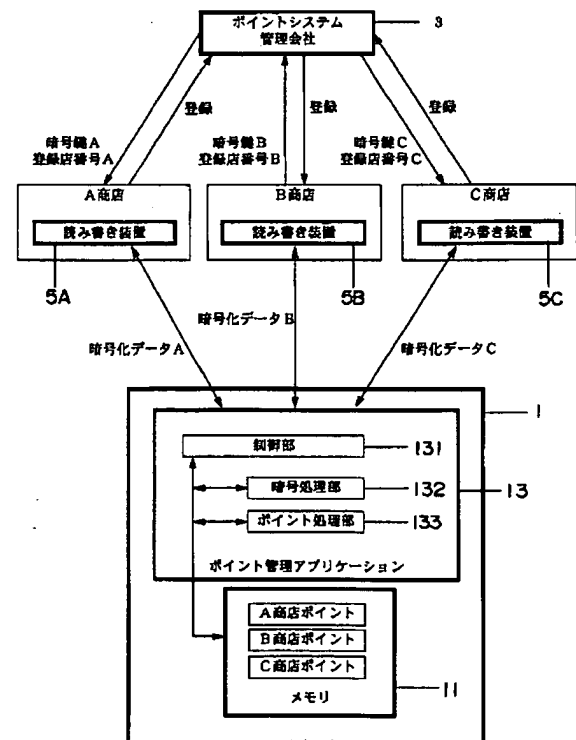 ポイントシステム
管理会社
3
登録
登録
登録
暗号鍵A
登録店番号A
暗号鍵B
登録店番号B
暗号鍵C
登録店番号C
A商店
B商店
C商店
読み書き装置
読み書き装置
読み書き装置
5A
5B
5C
暗号化データA
暗号化データB
暗号化データC
1
制御部
131
暗号処理部
132
13
ポイント処理部
133
ポイント管理アプリケーション
A商店ポイント
B商店ポイント
C商店ポイント
メモリ
11